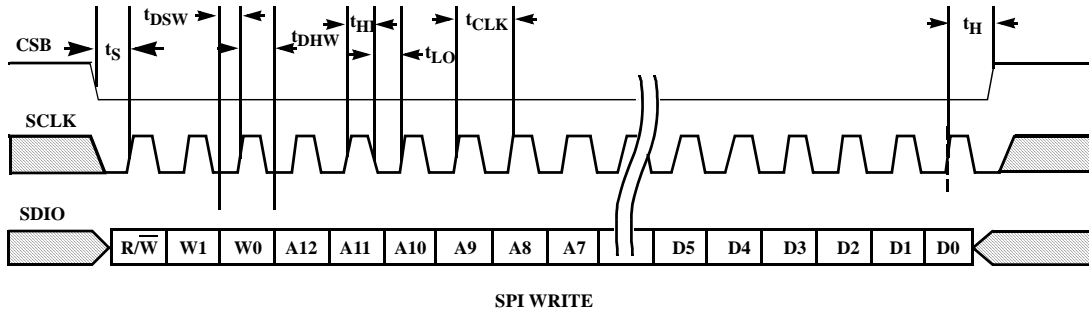 tDSW
tHI
tCLK
tH
CSB
tS
tDHW
tLO
SCLK
SDIO
R/W̅ W1 W0 A12 A11 A10 A9 A8 A7 D5 D4 D3 D2 D1 D0
SPI WRITE